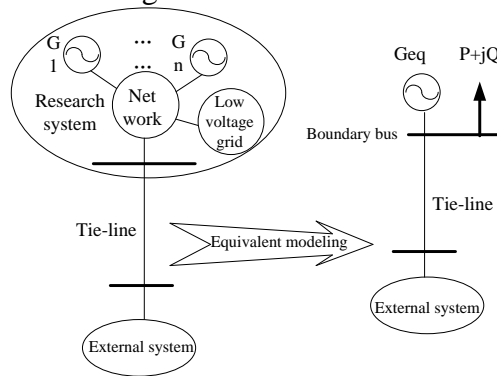 G ... G
1 ... n
Research
system
Net
work
Low
voltage
grid
Tie-line
External system
Equivalent modeling
Geq P+jQ
Boundary bus
Tie-line
External system